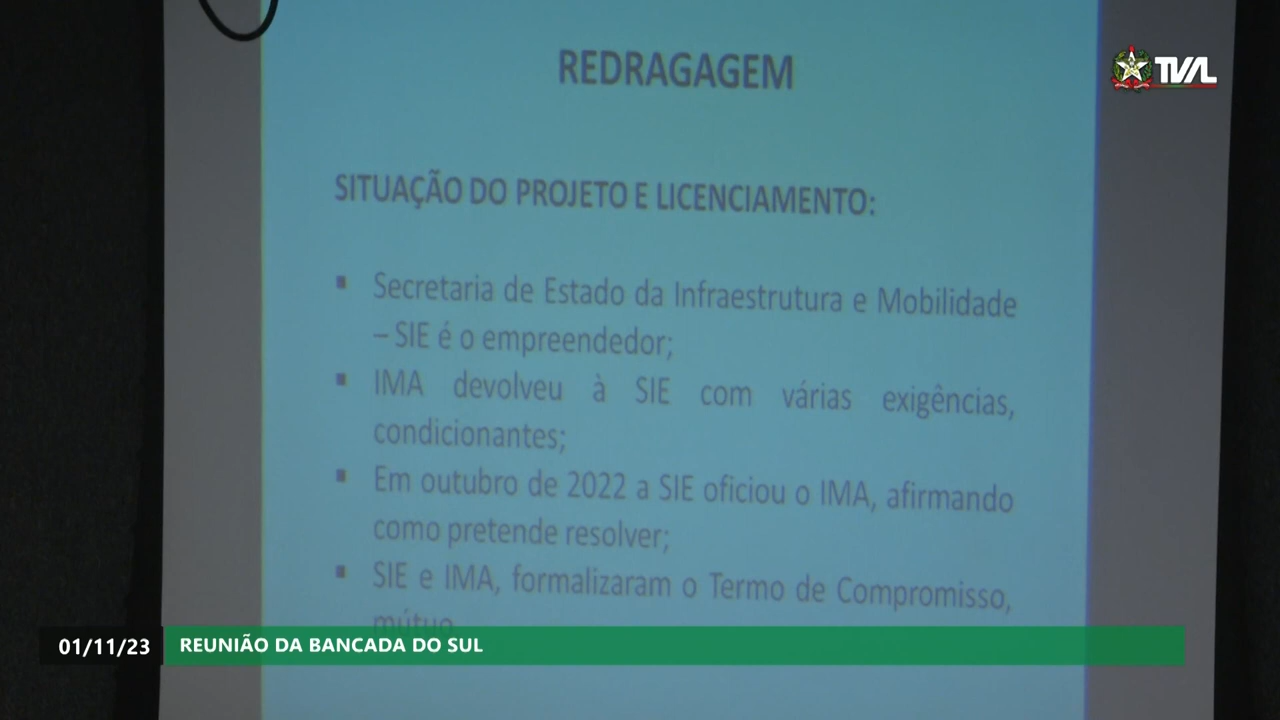 REDRAGAGEM
TVAL
SITUAÇÃO DO PROJETO E LICENCIAMENTO:
▪ Secretaria de Estado da Infraestrutura e Mobilidade
– SIE é o empreendedor;
▪ IMA devolveu à SIE com várias exigências,
condicionantes;
▪ Em outubro de 2022 a SIE oficiou o IMA, afirmando
como pretende resolver;
▪ SIE e IMA, formalizaram o Termo de Compromisso,
mútuo
01/11/23 REUNIÃO DA BANCADA DO SUL